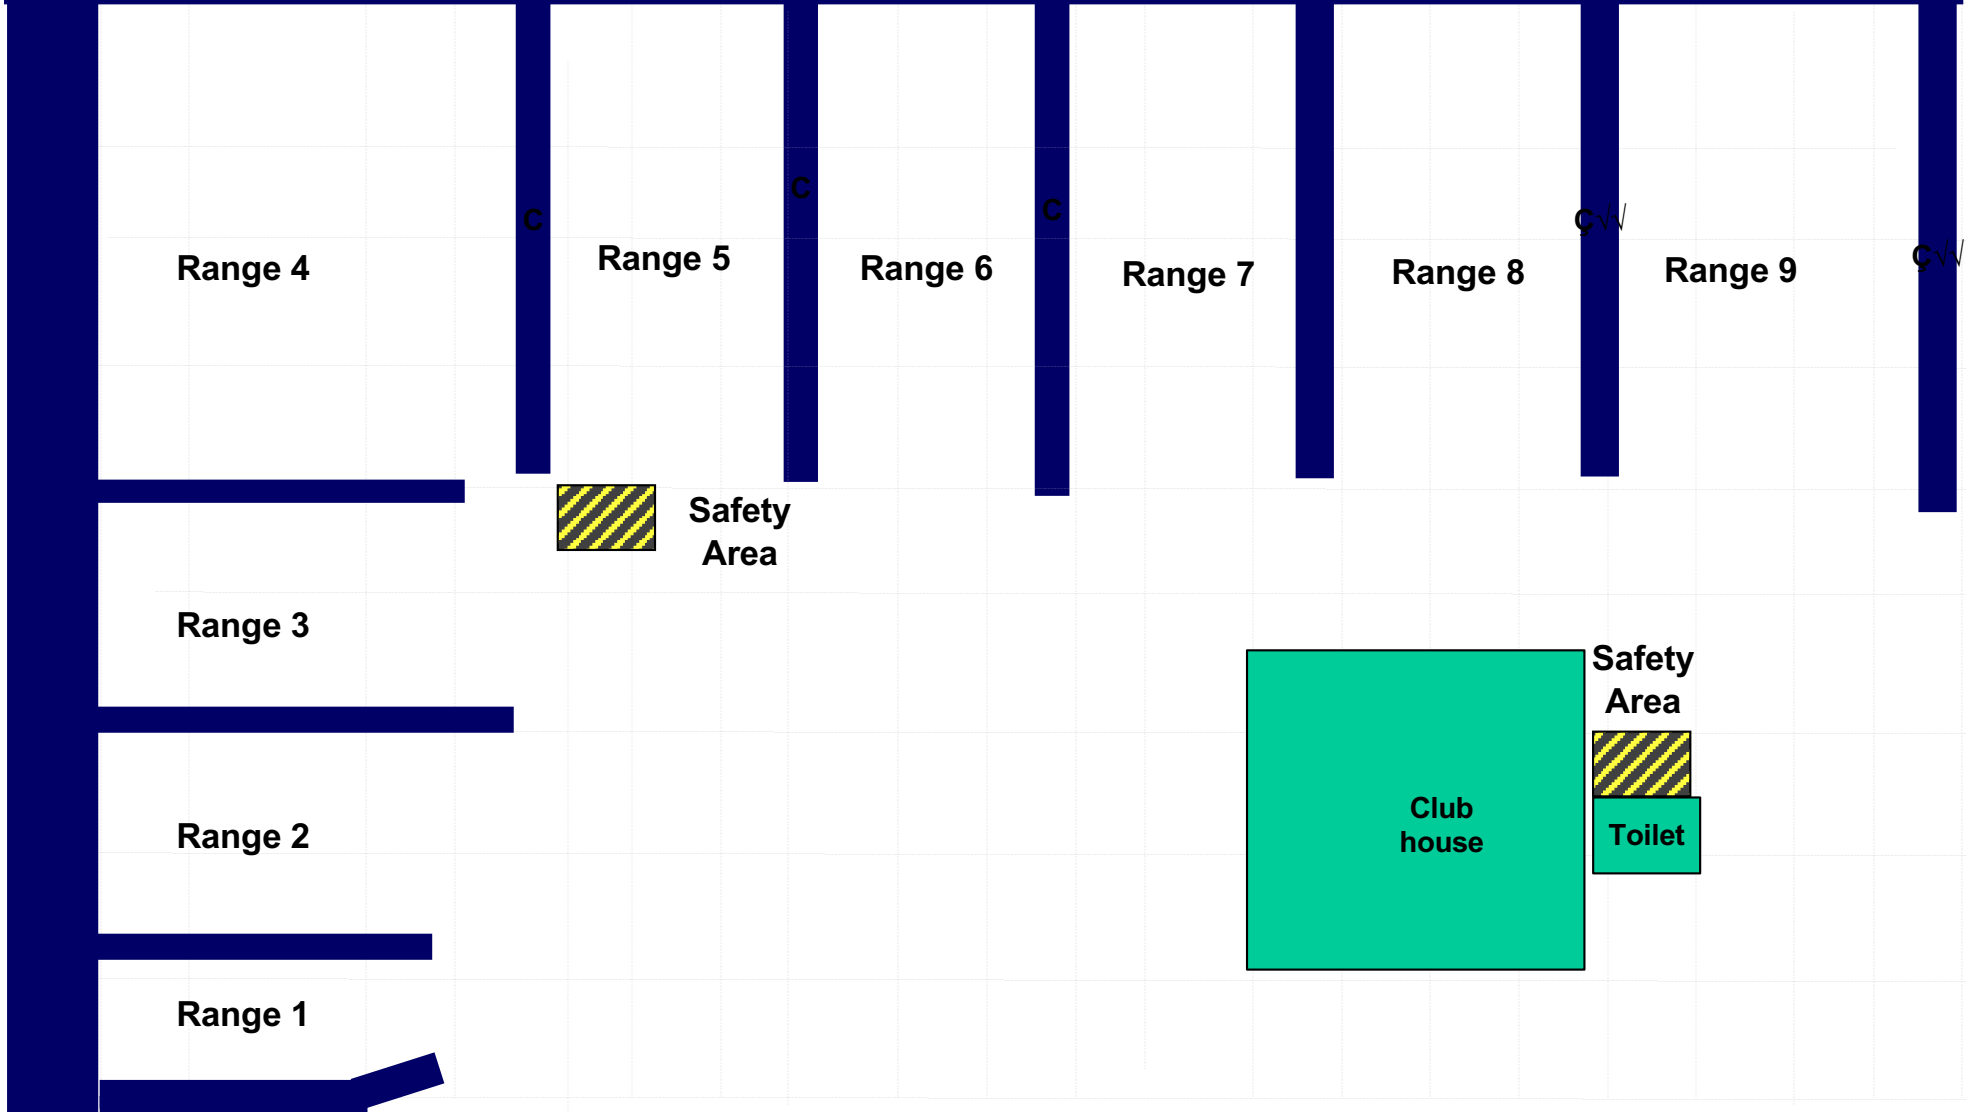 C
C
C
Ç√√
Ç√√
Range 4
Range 5
Range 6
Range 7
Range 8
Range 9
Safety
Area
Range 3
Safety
Area
Club
house
Toilet
Range 2
Range 1